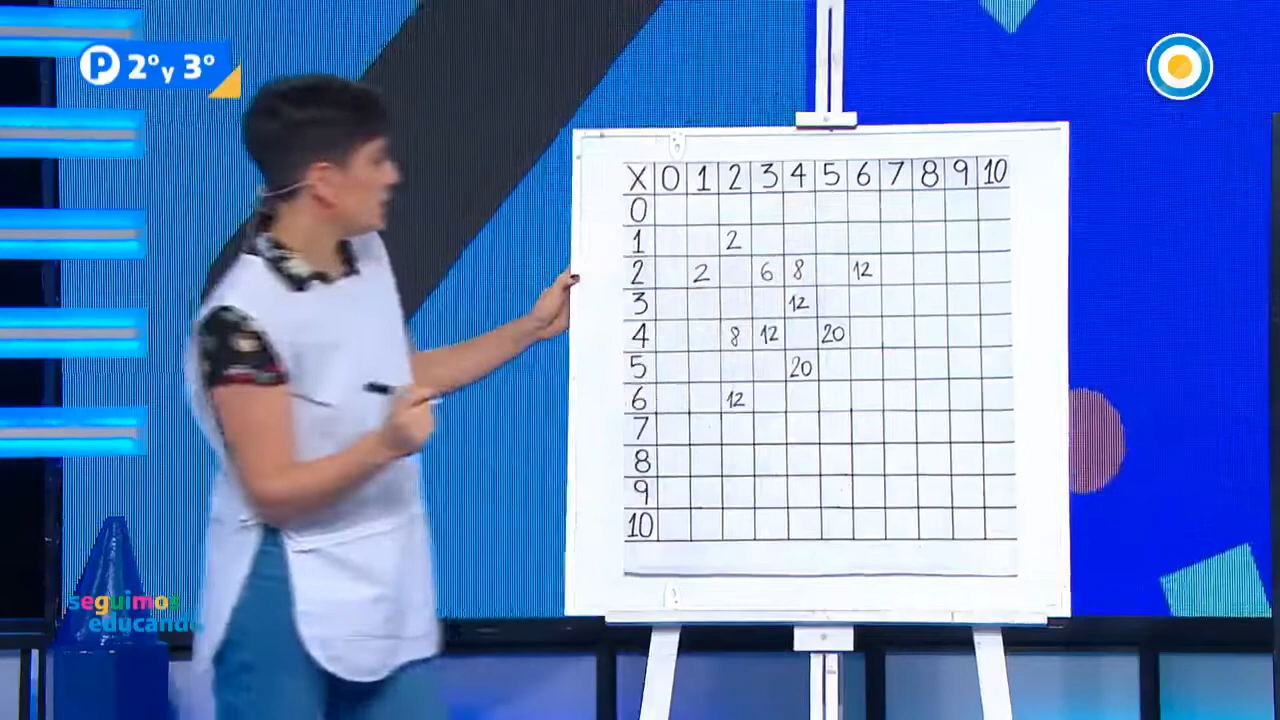 P 2° y 3°
X 0 1 2 3 4 5 6 7 8 9 10
0
1 2
2 2 6 8 12
3 12
4 8 12 20
5 20
6 12
7
8
9
10
seguimos
educando